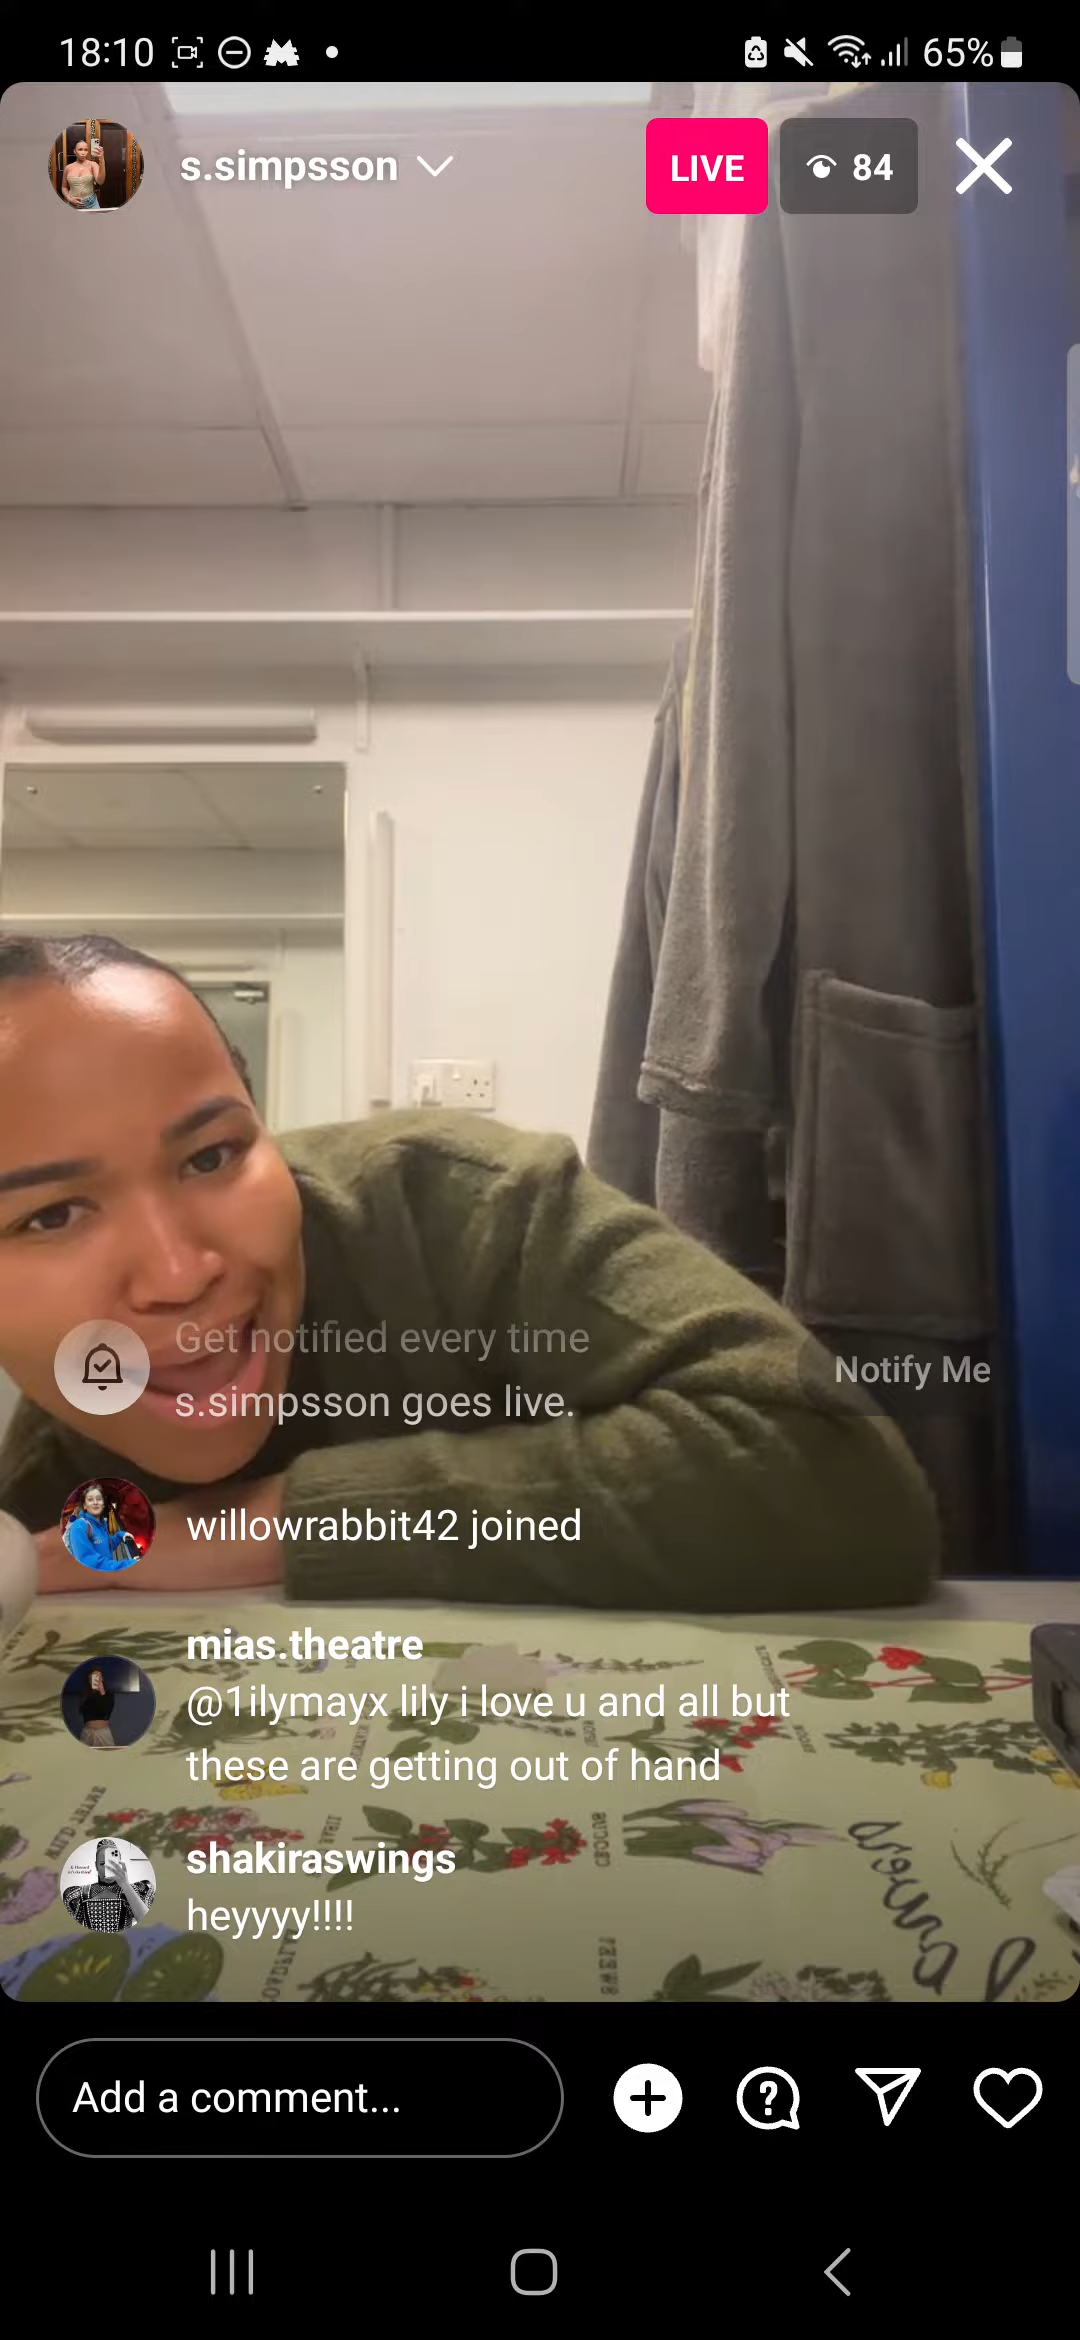 18:10
65%
s.simpsson
LIVE
84
Get notified every time
s.simpsson goes live.
Notify Me
willowrabbit42 joined
mias.theatre
@1ilymayx lily i love u and all but
these are getting out of hand
shakiraswings
heyyyy!!!!
Add a comment...